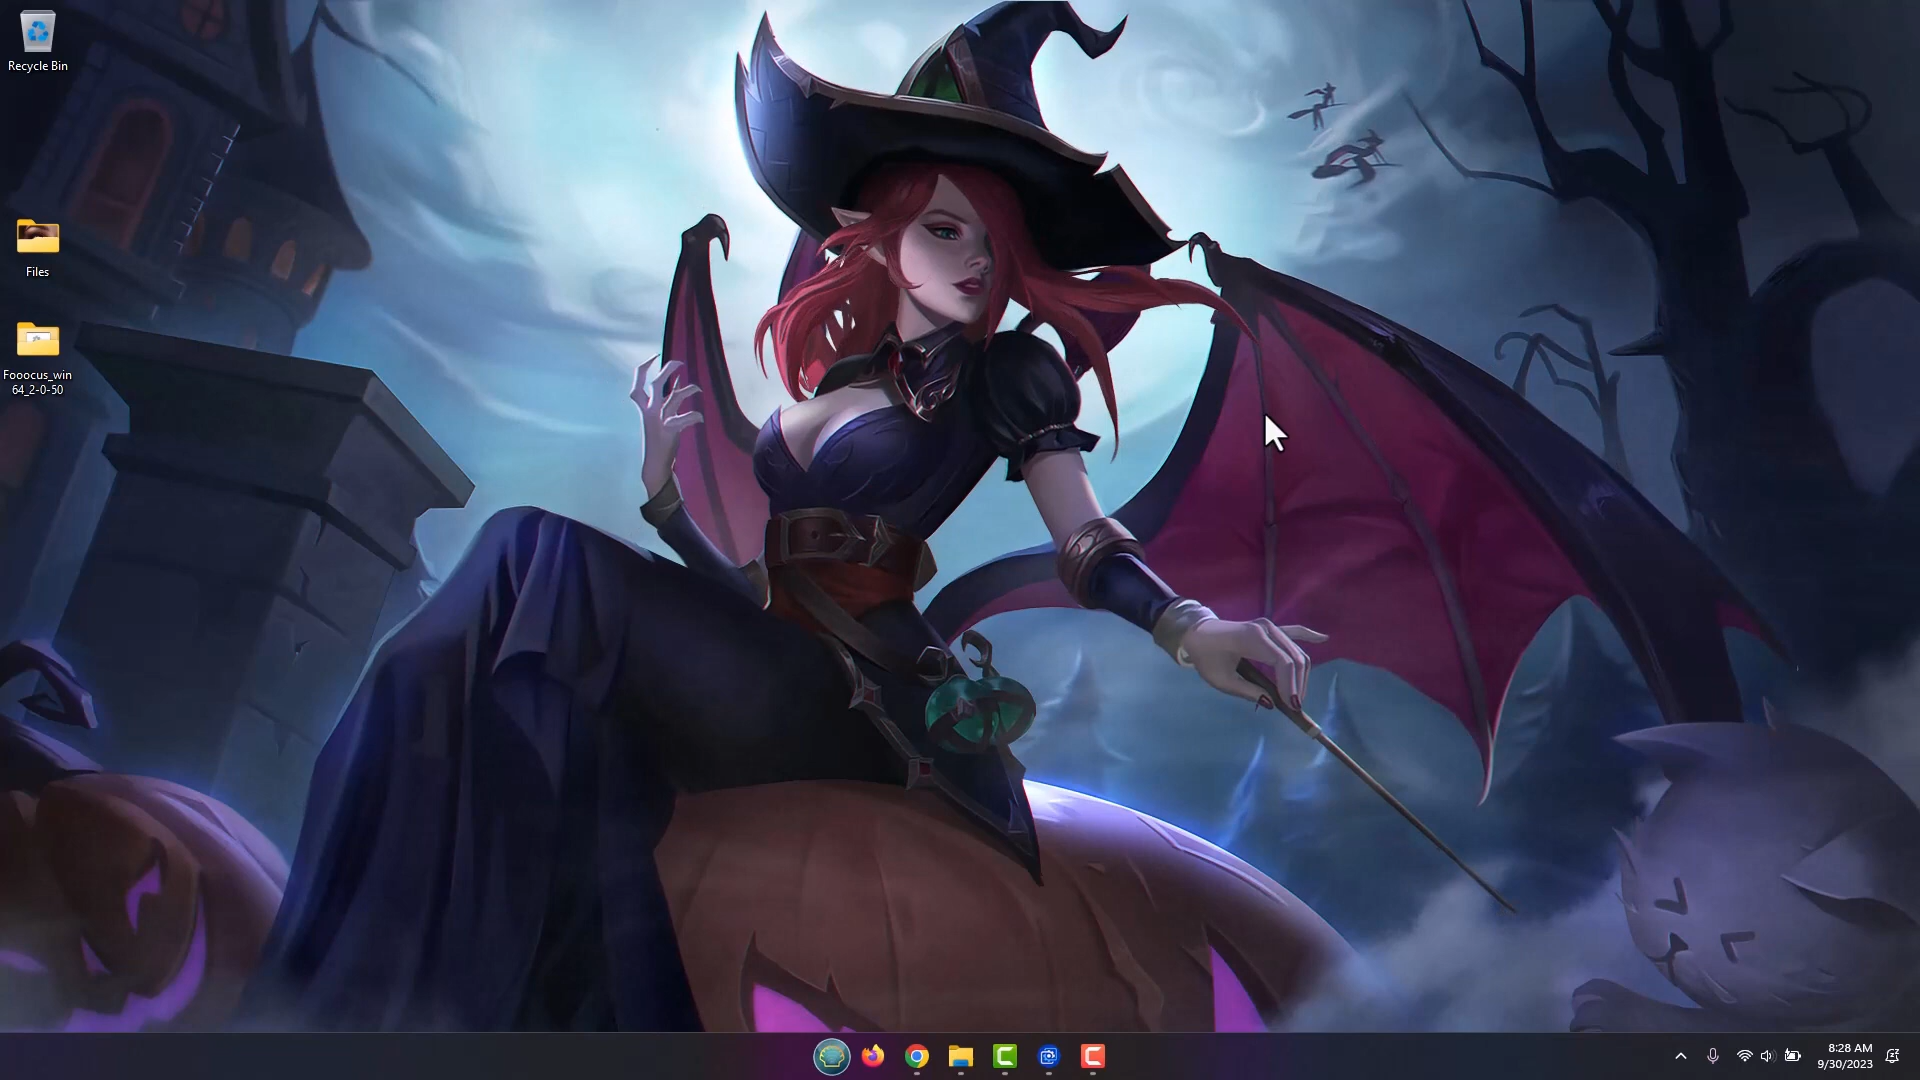 Recycle Bin
Files
Fooocus_win
64_2-0-50
8:28 AM
9/30/2023